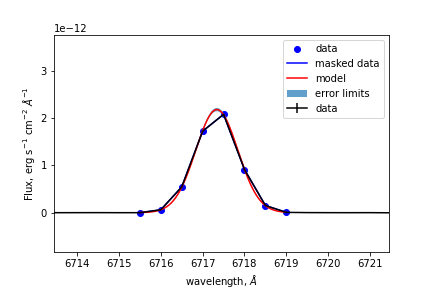 1e−12
data
masked data
model
error limits
data
3
2
1
0
Flux, erg s⁻¹ cm⁻² Å⁻¹
6714 6715 6716 6717 6718 6719 6720 6721
wavelength, Å